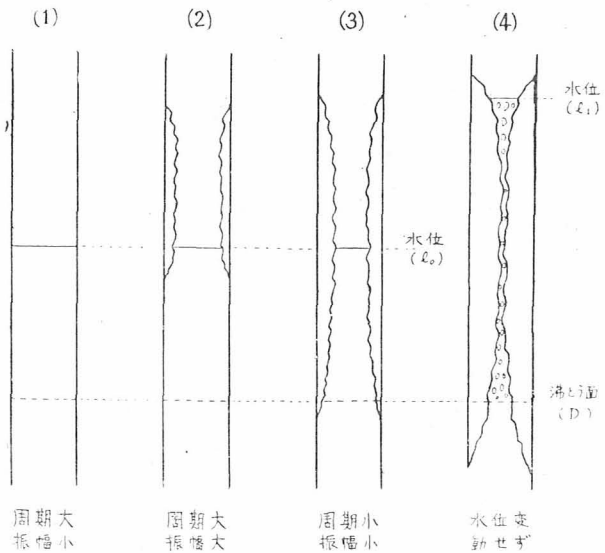 (1)
(2)
(3)
(4)
水位
(ℓ₁)
水位
(ℓ₀)
沸とう面
(D)
周期大
振幅小
周期大
振幅大
周期小
振幅小
水位変
動せず